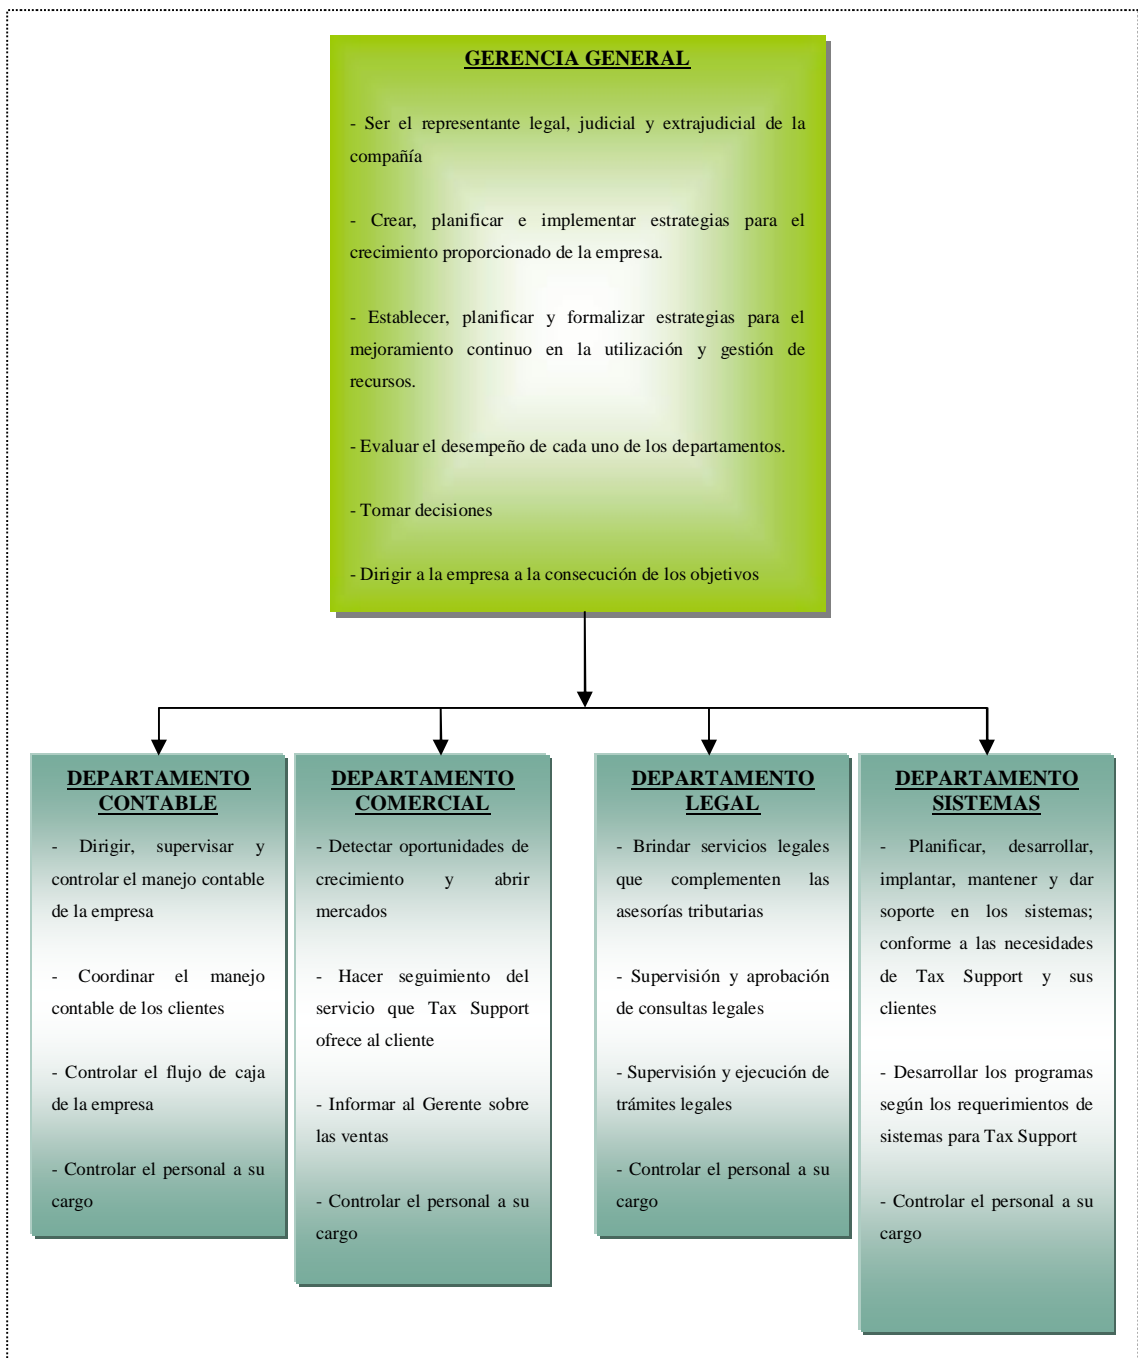 GERENCIA GENERAL
- Ser el representante legal, judicial y extrajudicial de la
compañía
- Crear, planificar e implementar estrategias para el
crecimiento proporcionado de la empresa.
- Establecer, planificar y formalizar estrategias para el
mejoramiento continuo en la utilización y gestión de
recursos.
- Evaluar el desempeño de cada uno de los departamentos.
- Tomar decisiones
- Dirigir a la empresa a la consecución de los objetivos
DEPARTAMENTO
CONTABLE
- Dirigir, supervisar y
controlar el manejo contable
de la empresa
- Coordinar el manejo
contable de los clientes
- Controlar el flujo de caja
de la empresa
- Controlar el personal a su
cargo
DEPARTAMENTO
COMERCIAL
- Detectar oportunidades de
crecimiento y abrir
mercados
- Hacer seguimiento del
servicio que Tax Support
ofrece al cliente
- Informar al Gerente sobre
las ventas
- Controlar el personal a su
cargo
DEPARTAMENTO
LEGAL
- Brindar servicios legales
que complementen las
asesorías tributarias
- Supervisión y aprobación
de consultas legales
- Supervisión y ejecución de
trámites legales
- Controlar el personal a su
cargo
DEPARTAMENTO
SISTEMAS
- Planificar, desarrollar,
implantar, mantener y dar
soporte en los sistemas;
conforme a las necesidades
de Tax Support y sus
clientes
- Desarrollar los programas
según los requerimientos de
sistemas para Tax Support
- Controlar el personal a su
cargo